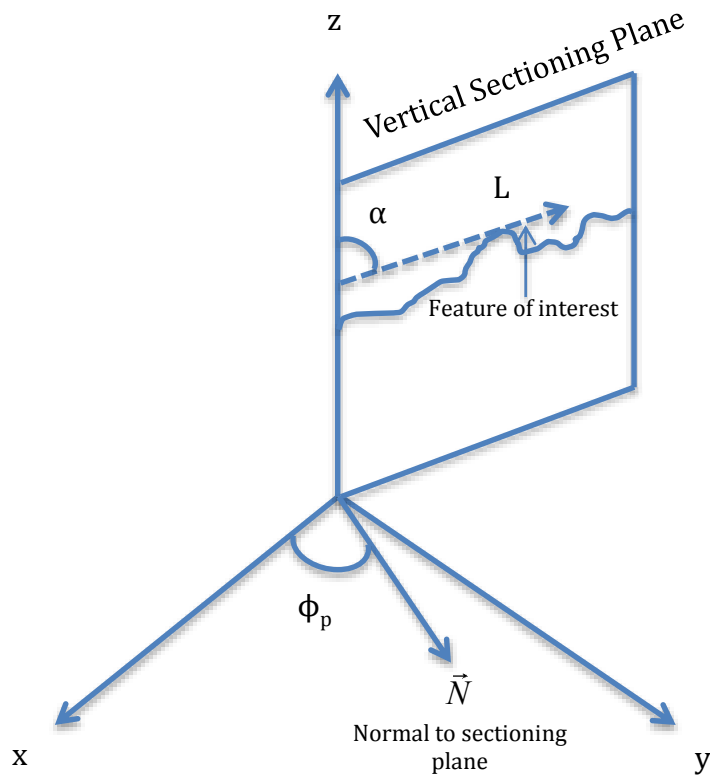 z
Vertical Sectioning Plane
L
α
Feature of interest
ϕp
N⃗
Normal to sectioning
plane
x
y